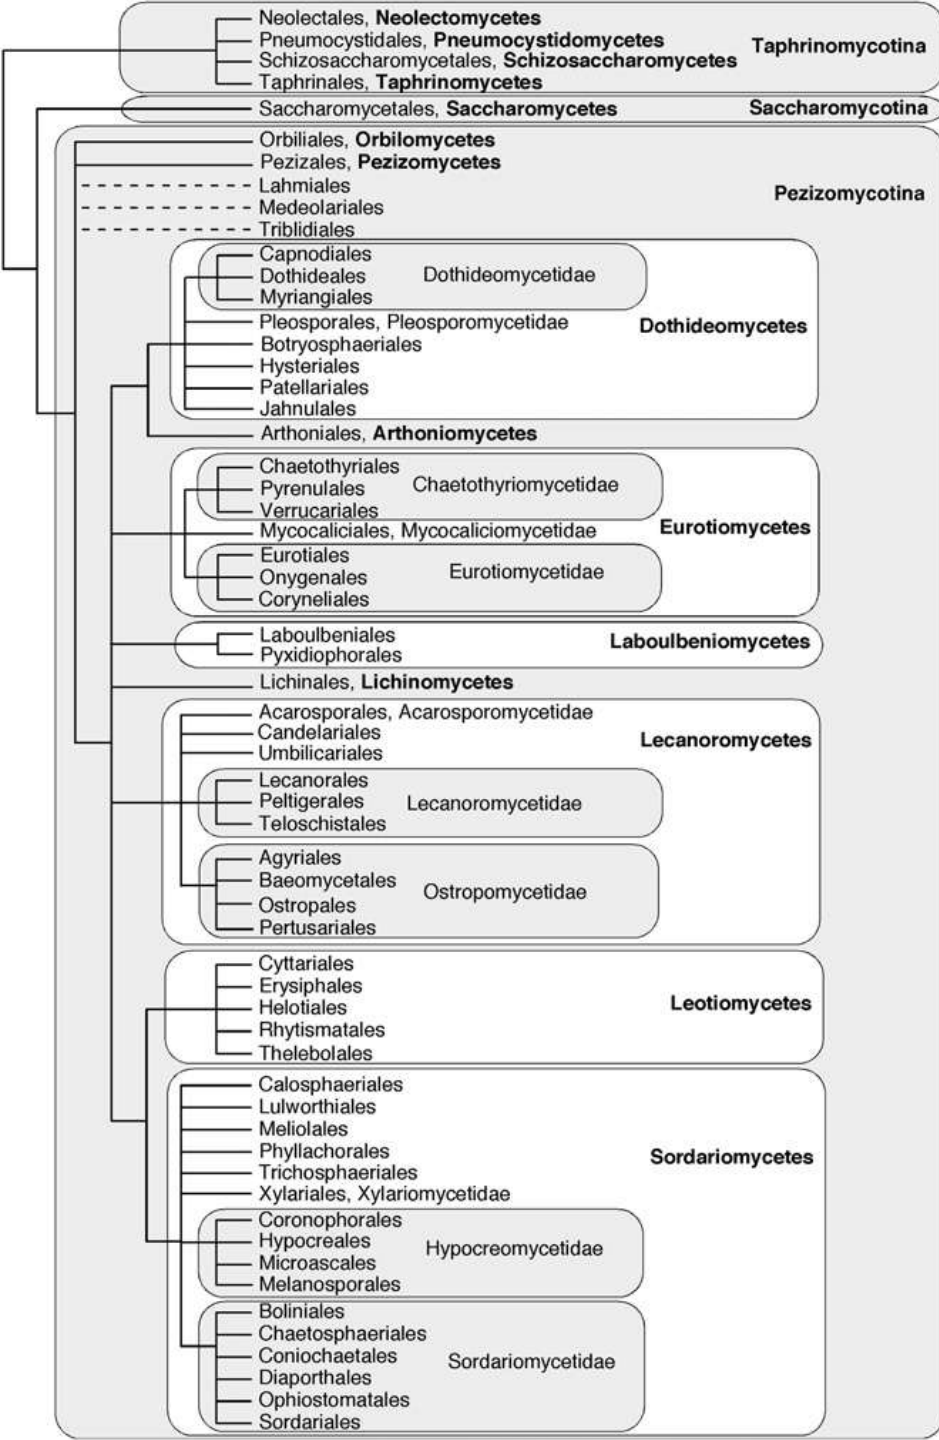 Neolectales, Neolectomycetes
Pneumocystidales, Pneumocystidomycetes
Taphrinomycotina
Schizosaccharomycetales, Schizosaccharomycetes
Taphrinales, Taphrinomycetes
Saccharomycetales, Saccharomycetes
Saccharomycotina
Orbiliales, Orbilomycetes
Pezizales, Pezizomycetes
Lahmiales
Pezizomycotina
Medeolariales
Triblidiales
Capnodiales
Dothideales
Dothideomycetidae
Myriangiales
Pleosporales, Pleosporomycetidae
Dothideomycetes
Botryosphaeriales
Hysteriales
Patellariales
Jahnulales
Arthoniales, Arthoniomycetes
Chaetothyriales
Pyrenulales
Chaetothyriomycetidae
Verrucariales
Eurotiomycetes
Mycocaliciales, Mycocaliciomycetidae
Eurotiales
Onygenales
Eurotiomycetidae
Coryneliales
Laboulbeniales
Laboulbeniomycetes
Pyxidiophorales
Lichinales, Lichinomycetes
Acarosporales, Acarosporomycetidae
Candelariales
Lecanoromycetes
Umbilicariales
Lecanorales
Peltigerales
Lecanoromycetidae
Teloschistales
Agyriales
Baeomycetales
Ostropomycetidae
Ostropales
Pertusariales
Cyttariales
Erysiphales
Helotiales
Leotiomycetes
Rhytismatales
Thelebolales
Calosphaeriales
Lulworthiales
Meliolales
Phyllachorales
Sordariomycetes
Trichosphaeriales
Xylariales, Xylariomycetidae
Coronophorales
Hypocreales
Hypocreomycetidae
Microascales
Melanosporales
Boliniales
Chaetosphaeriales
Coniochaetales
Sordariomycetidae
Diaporthales
Ophiostomatales
Sordariales